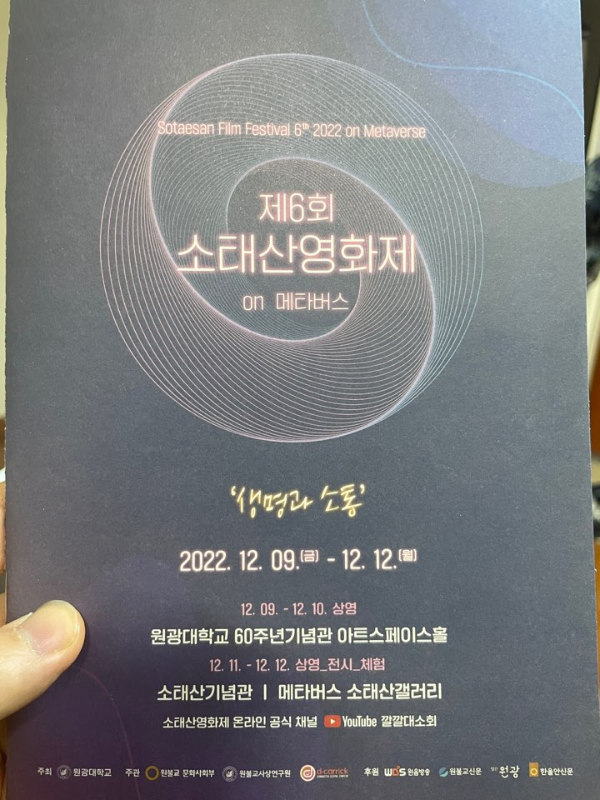 Sotaesan Film Festival 6th 2022 on Metaverse
제6회
소태산영화제
on 메타버스
‘생명과 소통’
2022. 12. 09.(금) - 12. 12.(월)
12. 09. - 12. 10. 상영
원광대학교 60주년기념관 아트스페이스홀
12. 11. - 12. 12. 상영_전시_체험
소태산기념관 | 메타버스 소태산갤러리
소태산영화제 온라인 공식 채널 YouTube 깔깔대소회
주최 원광대학교 주관 원불교 문화사회부 원불교사상연구원 d-carrick 후원 WBS 원음방송 원불교신문 원광 한울안신문